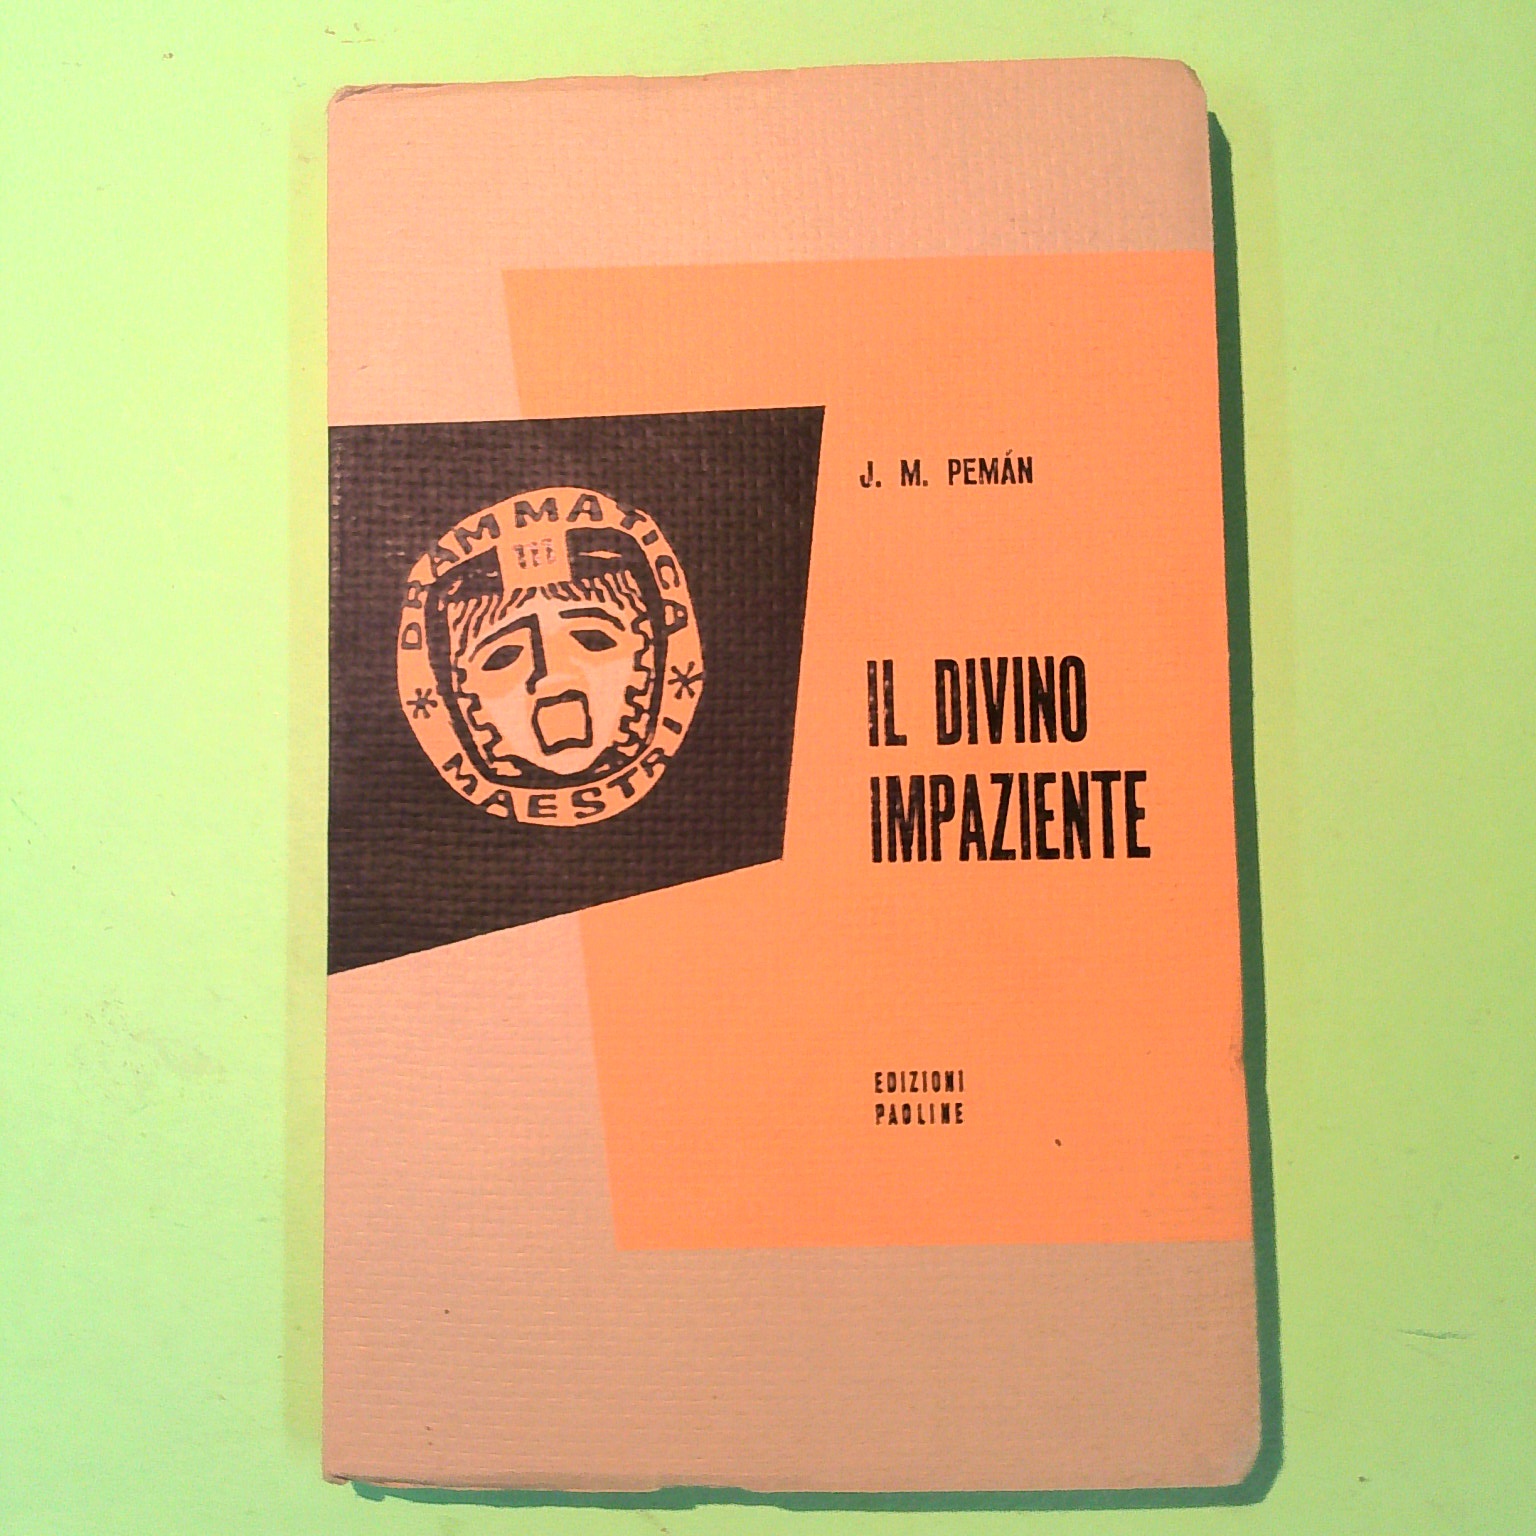 J. M. PEMÁN
DRAMMATICA
MAESTRI
IL DIVINO
IMPAZIENTE
EDIZIONI
PAOLINE